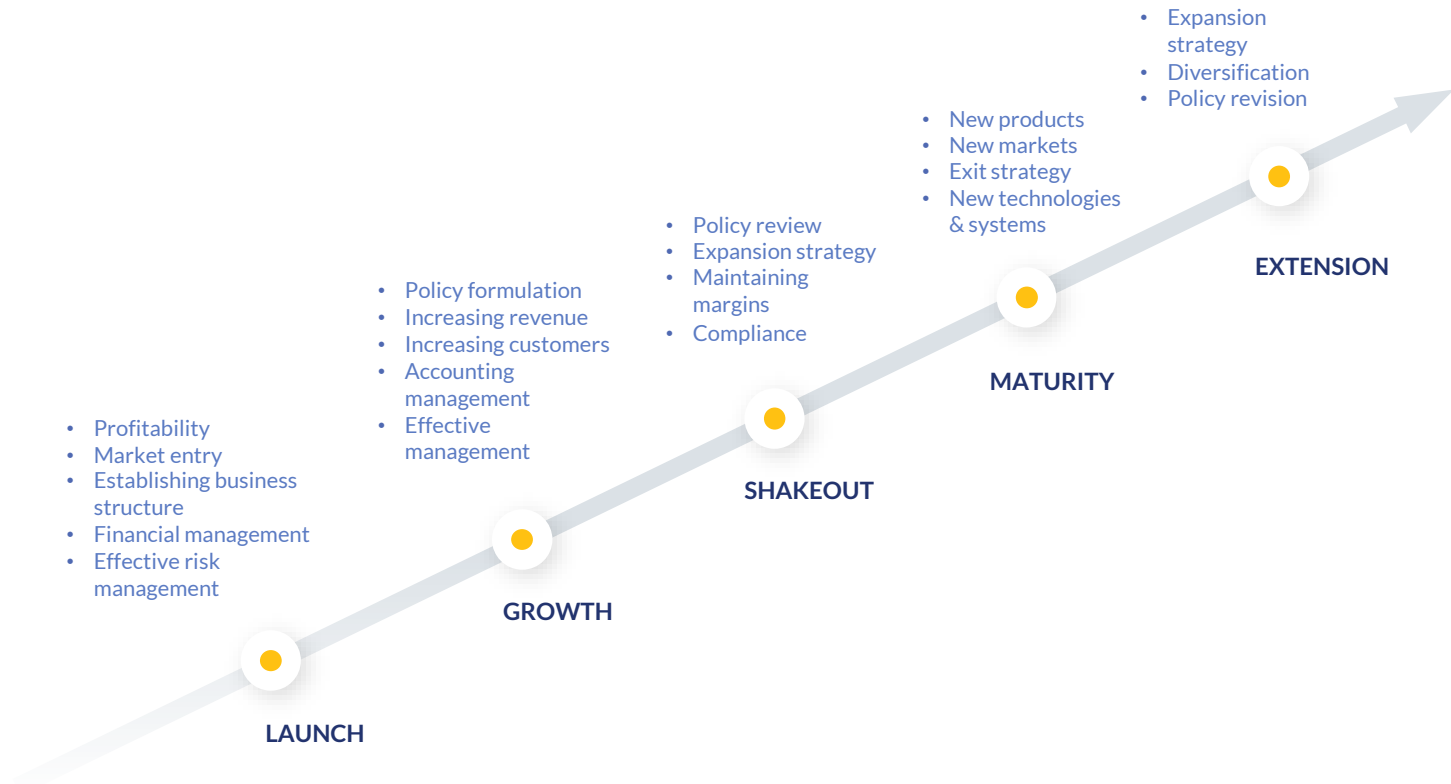 • Profitability
• Market entry
• Establishing business
structure
• Financial management
• Effective risk
management
LAUNCH
• Policy formulation
• Increasing revenue
• Increasing customers
• Accounting
management
• Effective
management
GROWTH
• Policy review
• Expansion strategy
• Maintaining
margins
• Compliance
SHAKEOUT
• New products
• New markets
• Exit strategy
• New technologies
& systems
MATURITY
• Expansion
strategy
• Diversification
• Policy revision
EXTENSION